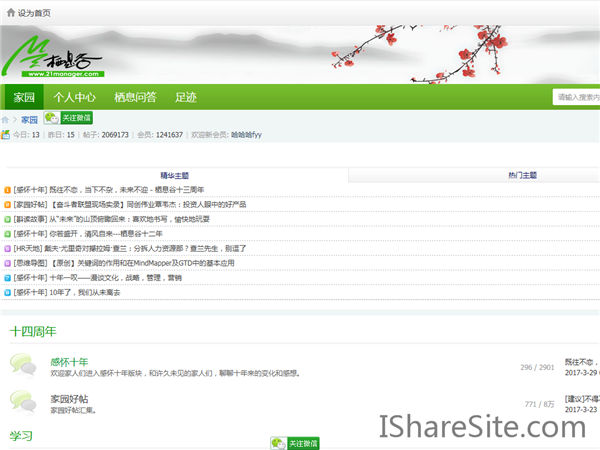 设为首页
栖息谷
www.21manager.com
家园 个人中心 栖息问答 足迹
请输入搜索内
家园 关注微信
今日: 13 | 昨日: 15 | 帖子: 2069173 | 会员: 1241637 | 欢迎新会员: 哈哈哈fyy
精华主题 热门主题
[感怀十年] 既往不恋，当下不杂，未来不迎 - 栖息谷十三周年
[家园好帖] 【奋斗者联盟现场实录】同创伟业章毛杰：投资人眼中的好产品
[群读故事] 从“未来”的山顶俯瞰回来：喜欢地书写，愉快地玩耍
[感怀十年] 你若盛开，清风自来---栖息谷十二年
[HR天地] 戴夫·尤里奇对撞拉姆·查兰：分拆人力资源部？查兰先生，别逗了
[思维导图] 【原创】关键词的作用和在MindMapper及GTD中的基本应用
[感怀十年] 十年一叹——漫谈文化，战略，管理，营销
[感怀十年] 10年了，我们从未离去
十四周年
感怀十年
欢迎家人们进入感怀十年版块，和许久未见的家人们，聊聊十年来的变化和感想。
296 / 2901
既往不恋，
2017-3-29
家园好帖
家园好帖汇集。
771 / 8万
[建议]不得
2017-3-23
IShareSite.com
学习
关注微信